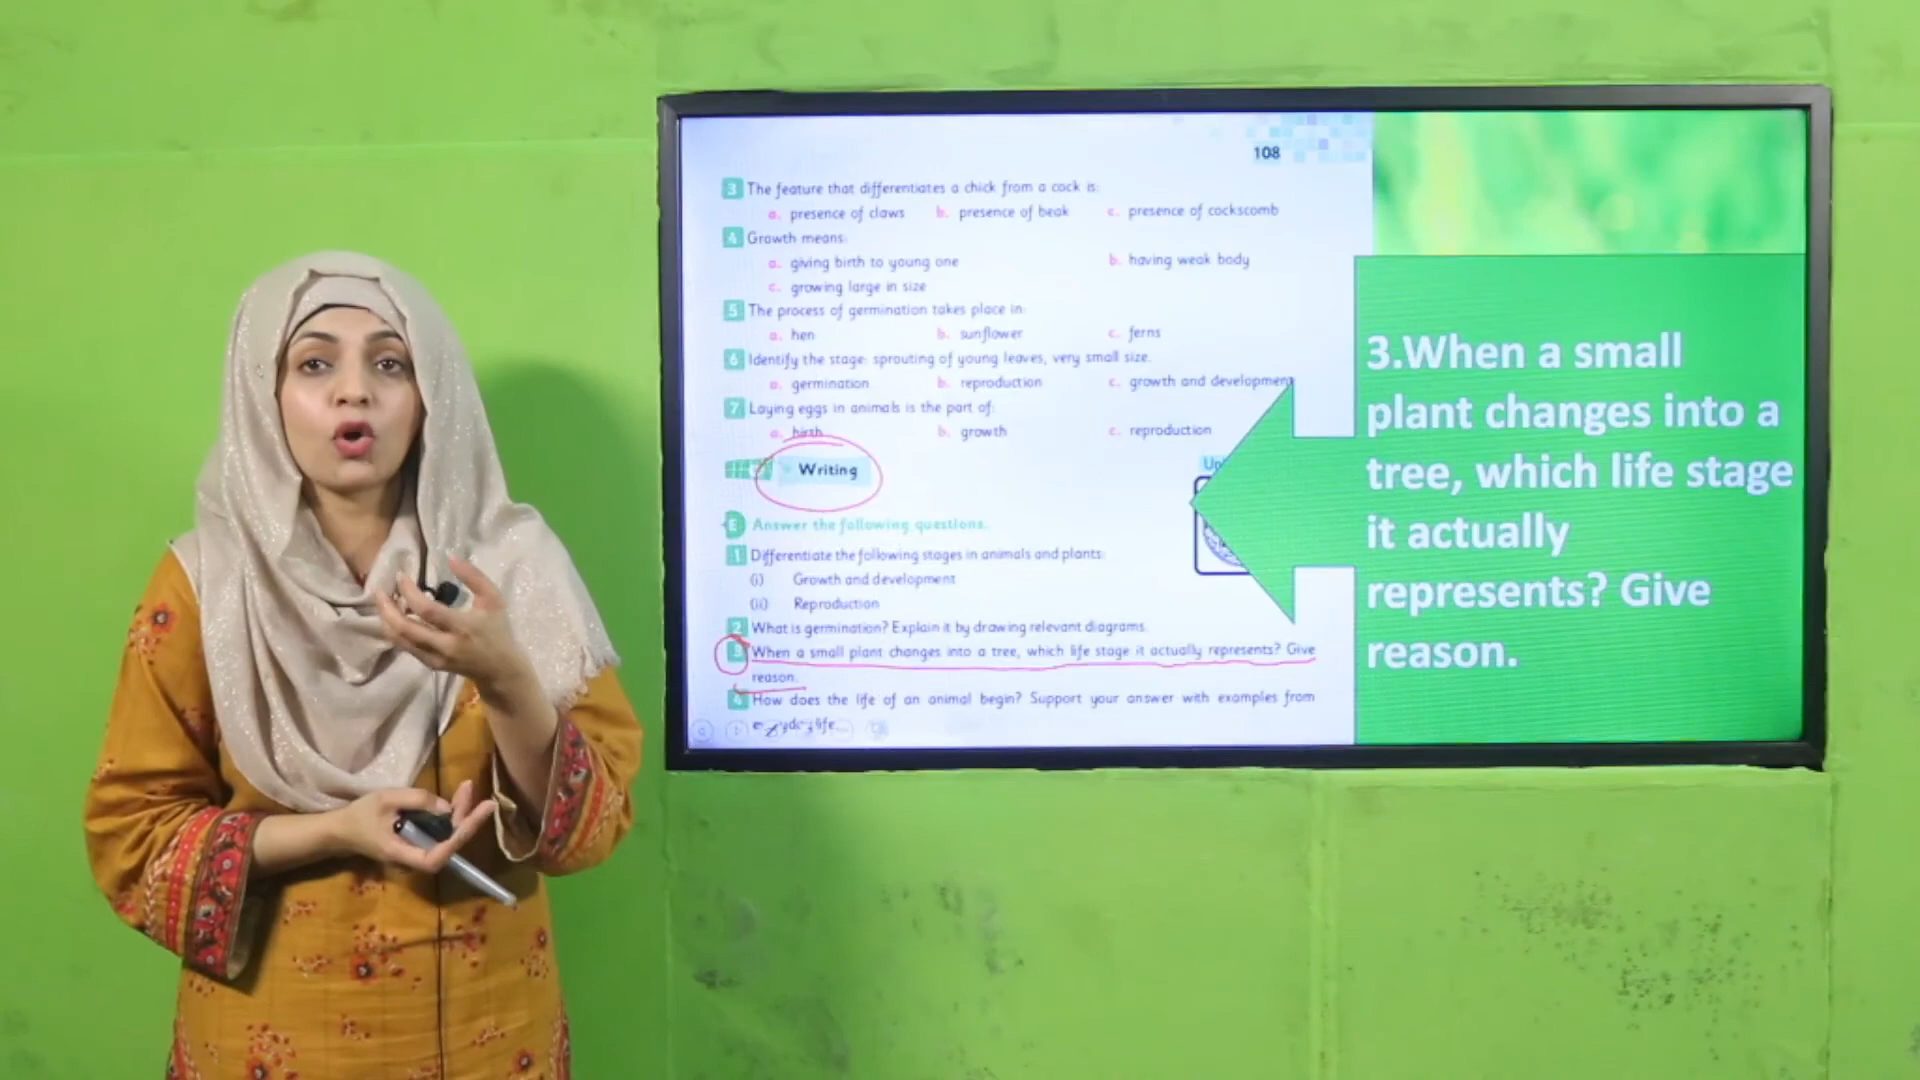 108
3 The feature that differentiates a chick from a cock is:
a. presence of claws b. presence of beak c. presence of cockscomb
4 Growth means:
a. giving birth to young one b. having weak body
c. growing large in size
5 The process of germination takes place in:
a. hen b. sunflower c. ferns
6 Identify the stage: sprouting of young leaves, very small size.
a. germination b. reproduction c. growth and development
7 Laying eggs in animals is the part of:
a. birth b. growth c. reproduction
Writing
E Answer the following questions.
1 Differentiate the following stages in animals and plants:
(i) Growth and development
(ii) Reproduction
2 What is germination? Explain it by drawing relevant diagrams.
3 When a small plant changes into a tree, which life stage it actually represents? Give
reason.
4 How does the life of an animal begin? Support your answer with examples from
life.
3.When a small
plant changes into a
tree, which life stage
it actually
represents? Give
reason.